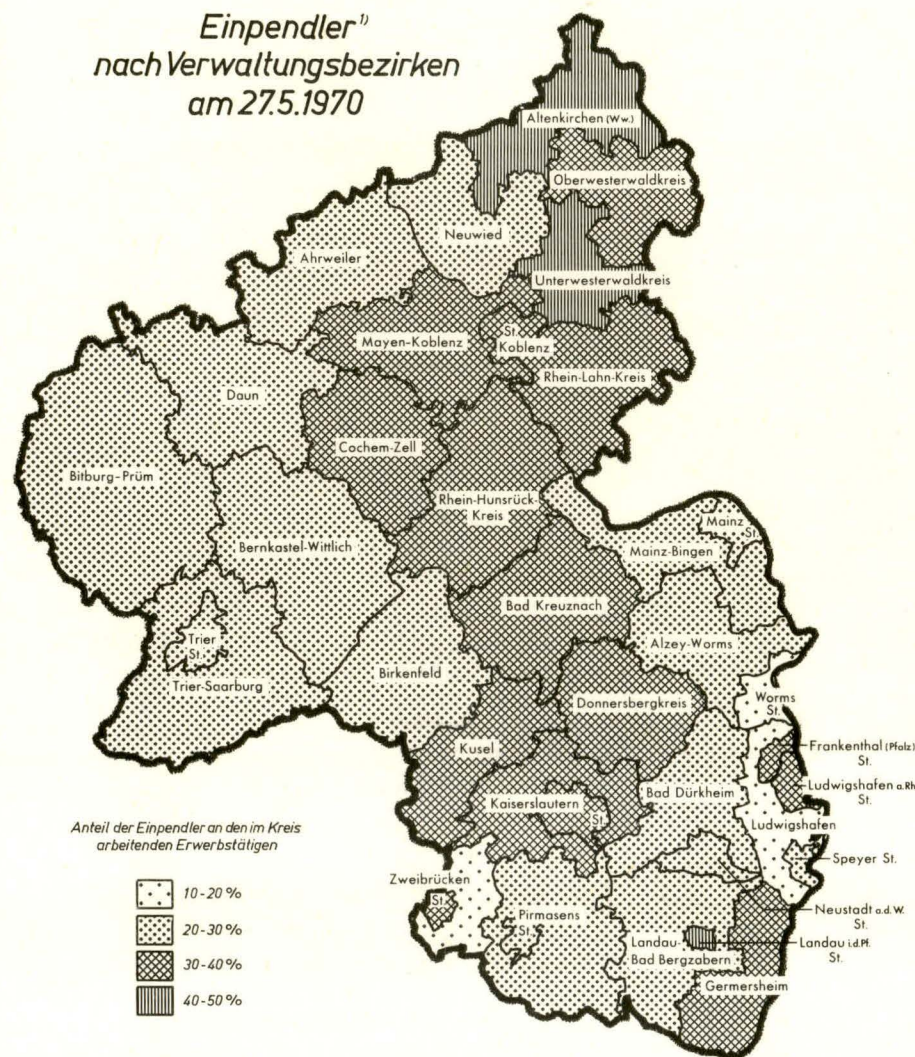 Einpendler¹⁾
nach Verwaltungsbezirken
am 27.5.1970
Altenkirchen (Ww.)
Oberwesterwaldkreis
Neuwied
Ahrweiler
Unterwesterwaldkreis
St.
Koblenz
Mayen-Koblenz
Rhein-Lahn-Kreis
Daun
Cochem-Zell
Bitburg-Prüm
Rhein-Hunsrück-
Kreis
Mainz
St.
Bernkastel-Wittlich
Mainz-Bingen
Bad Kreuznach
Trier
St.
Alzey-Worms
Birkenfeld
Trier-Saarburg
Donnersbergkreis
Worms
St.
Kusel
Frankenthal (Pfalz)
St.
Bad Dürkheim
Ludwigshafen a.Rh
St.
Kaiserslautern
St.
Ludwigshafen
Speyer St.
Zweibrücken
St.
Pirmasens
St.
Neustadt a.d.W.
St.
Landau-
Bad Bergzabern
Landau i.d.Pf.
St.
Germersheim
Anteil der Einpendler an den im Kreis
arbeitenden Erwerbstätigen
10-20 %
20-30 %
30-40 %
40-50 %